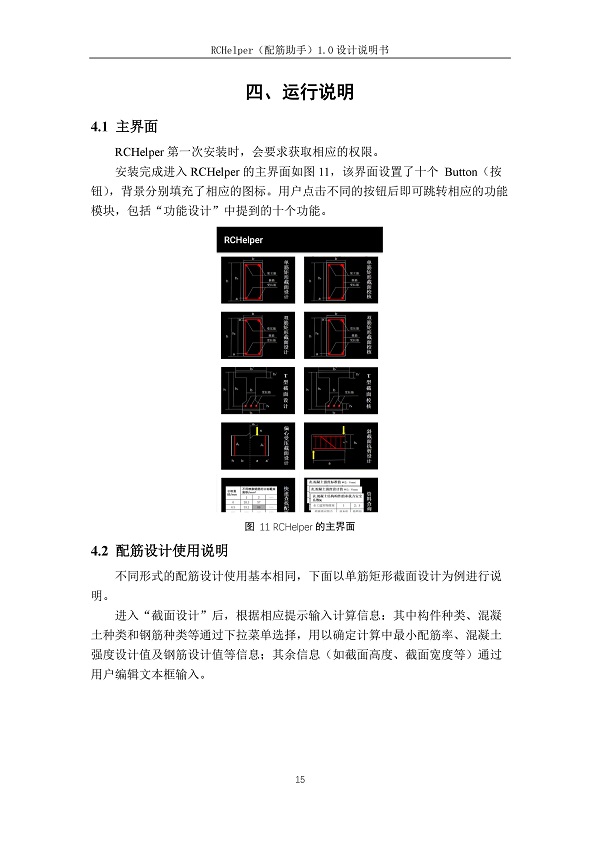 RCHelper（配筋助手）1.0 设计说明书
四、运行说明
4.1 主界面
RCHelper 第一次安装时，会要求获取相应的权限。
安装完成进入 RCHelper 的主界面如图 11，该界面设置了十个 Button（按
钮），背景分别填充了相应的图标。用户点击不同的按钮后即可跳转相应的功能
模块，包括“功能设计”中提到的十个功能。
RCHelper
单筋矩形截面设计
单筋矩形截面校核
双筋矩形截面设计
双筋矩形截面校核
T型截面设计
T型截面校核
偏心受压截面设计
斜截面抗剪设计
图 11 RCHelper 的主界面
4.2 配筋设计使用说明
不同形式的配筋设计使用基本相同，下面以单筋矩形截面设计为例进行说
明。
进入“截面设计”后，根据相应提示输入计算信息：其中构件种类、混凝
土种类和钢筋种类等通过下拉菜单选择，用以确定计算中最小配筋率、混凝土
强度设计值及钢筋设计值等信息；其余信息（如截面高度、截面宽度等）通过
用户编辑文本框输入。
15